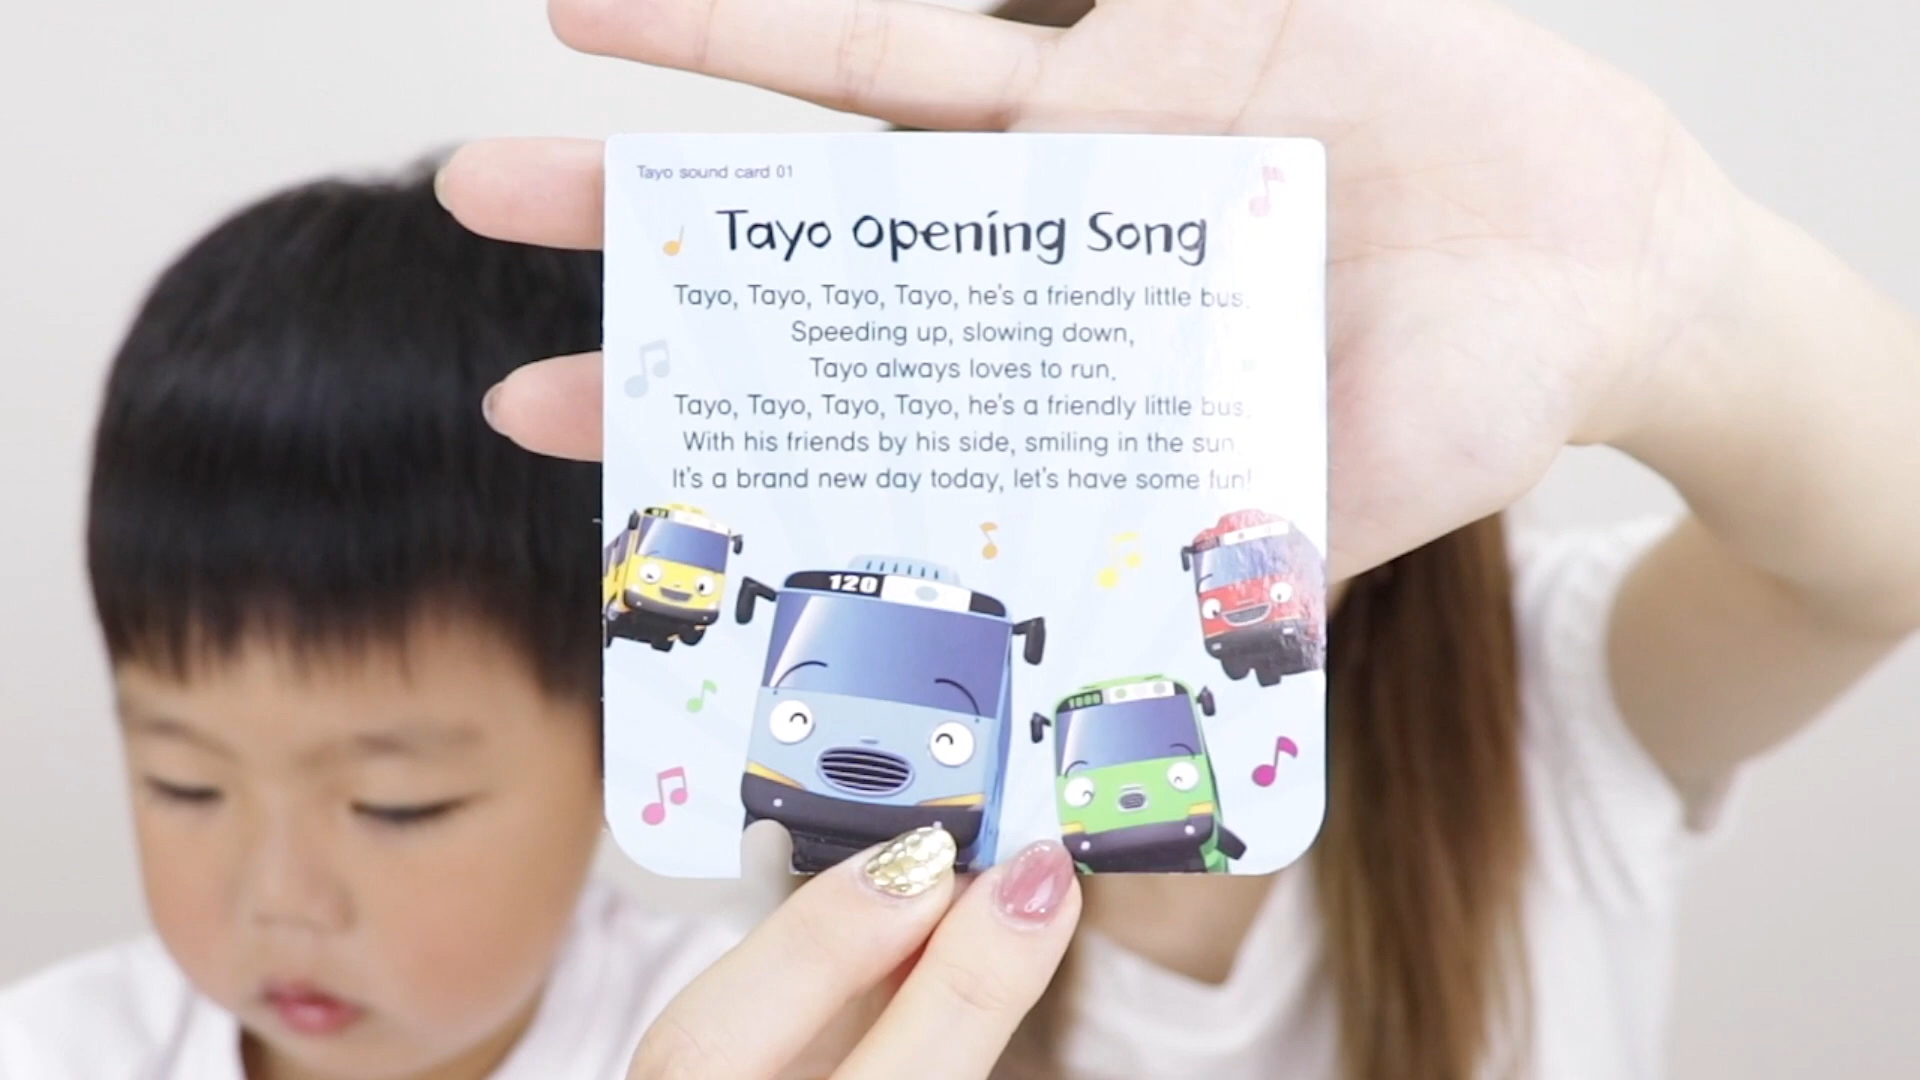 Tayo sound card 01
Tayo Opening Song
Tayo, Tayo, Tayo, Tayo, he's a friendly little bus.
Speeding up, slowing down,
Tayo always loves to run.
Tayo, Tayo, Tayo, Tayo, he's a friendly little bus.
With his friends by his side, smiling in the sun.
It's a brand new day today, let's have some fun!
120
1000